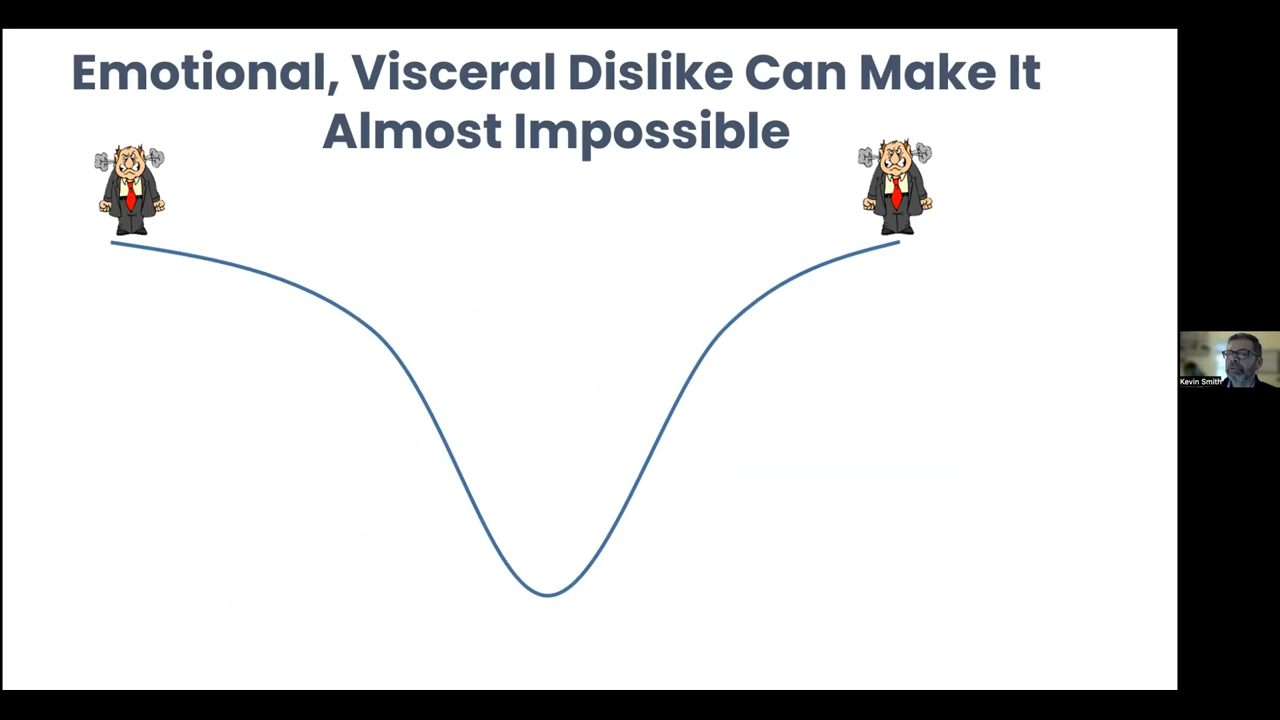 Emotional, Visceral Dislike Can Make It
Almost Impossible
Kevin Smith